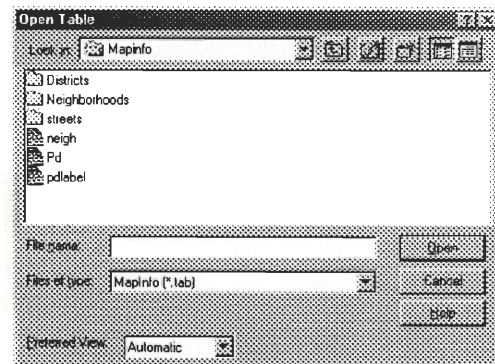 Open Table
Look in: Mapinfo
Districts
Neighborhoods
streets
neigh
Pd
pdlabel
File name:
Open
Files of type: MapInfo (*.tab)
Cancel
Help
Preferred View: Automatic